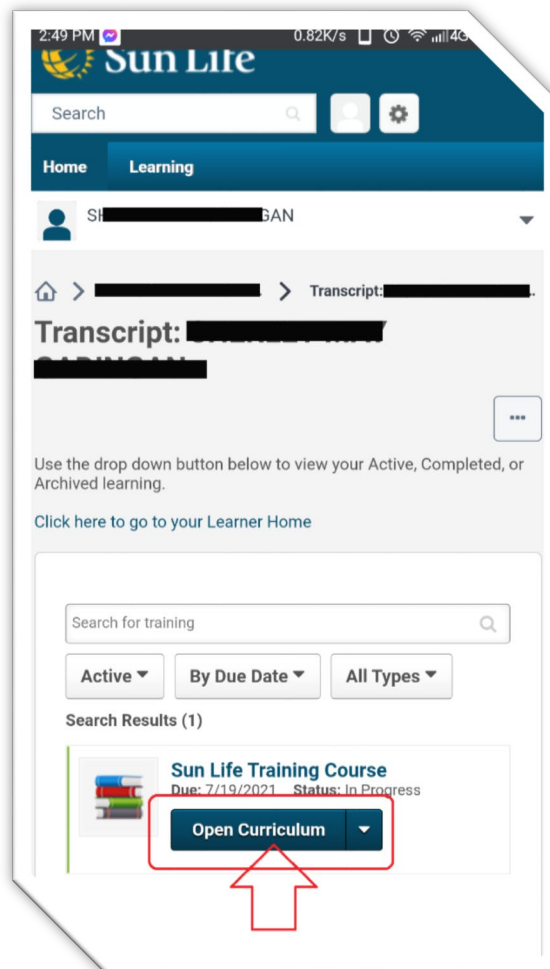 2:49 PM 0.82K/s 4G
Sun Life
Search
Home Learning
GAN
Transcript:
Transcript:
...
Use the drop down button below to view your Active, Completed, or
Archived learning.
Click here to go to your Learner Home
Search for training
Active By Due Date All Types
Search Results (1)
Sun Life Training Course
Due: 7/19/2021 Status: In Progress
Open Curriculum